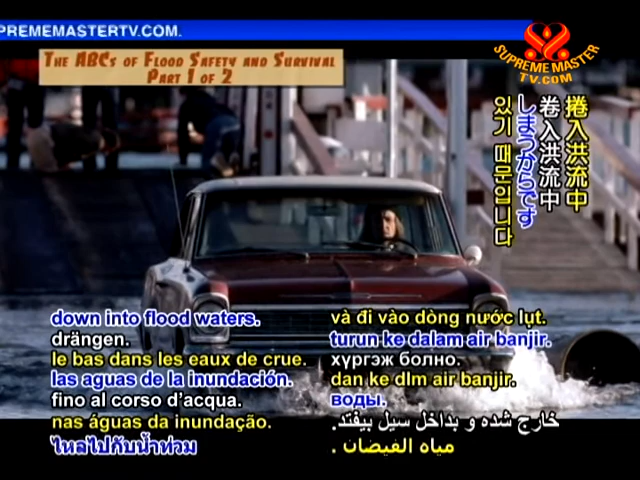 PREMEMASTERTV.COM.
The ABCs of Flood Safety and Survival
Part 1 of 2
SUPREME MASTER
TV.COM
捲入洪流中
卷入洪流中
しまうからです
있기 때문입니다
down into flood waters.
drängen.
le bas dans les eaux de crue.
las aguas de la inundación.
fino al corso d'acqua.
nas águas da inundação.
ไหลไปกับน้ำท่วม
và đi vào dòng nước lụt.
turun ke dalam air banjir.
хүргэж болно.
dan ke dlm air banjir.
воды.
خارج شده و بداخل سیل بیفتد.
مياه الفيضان .